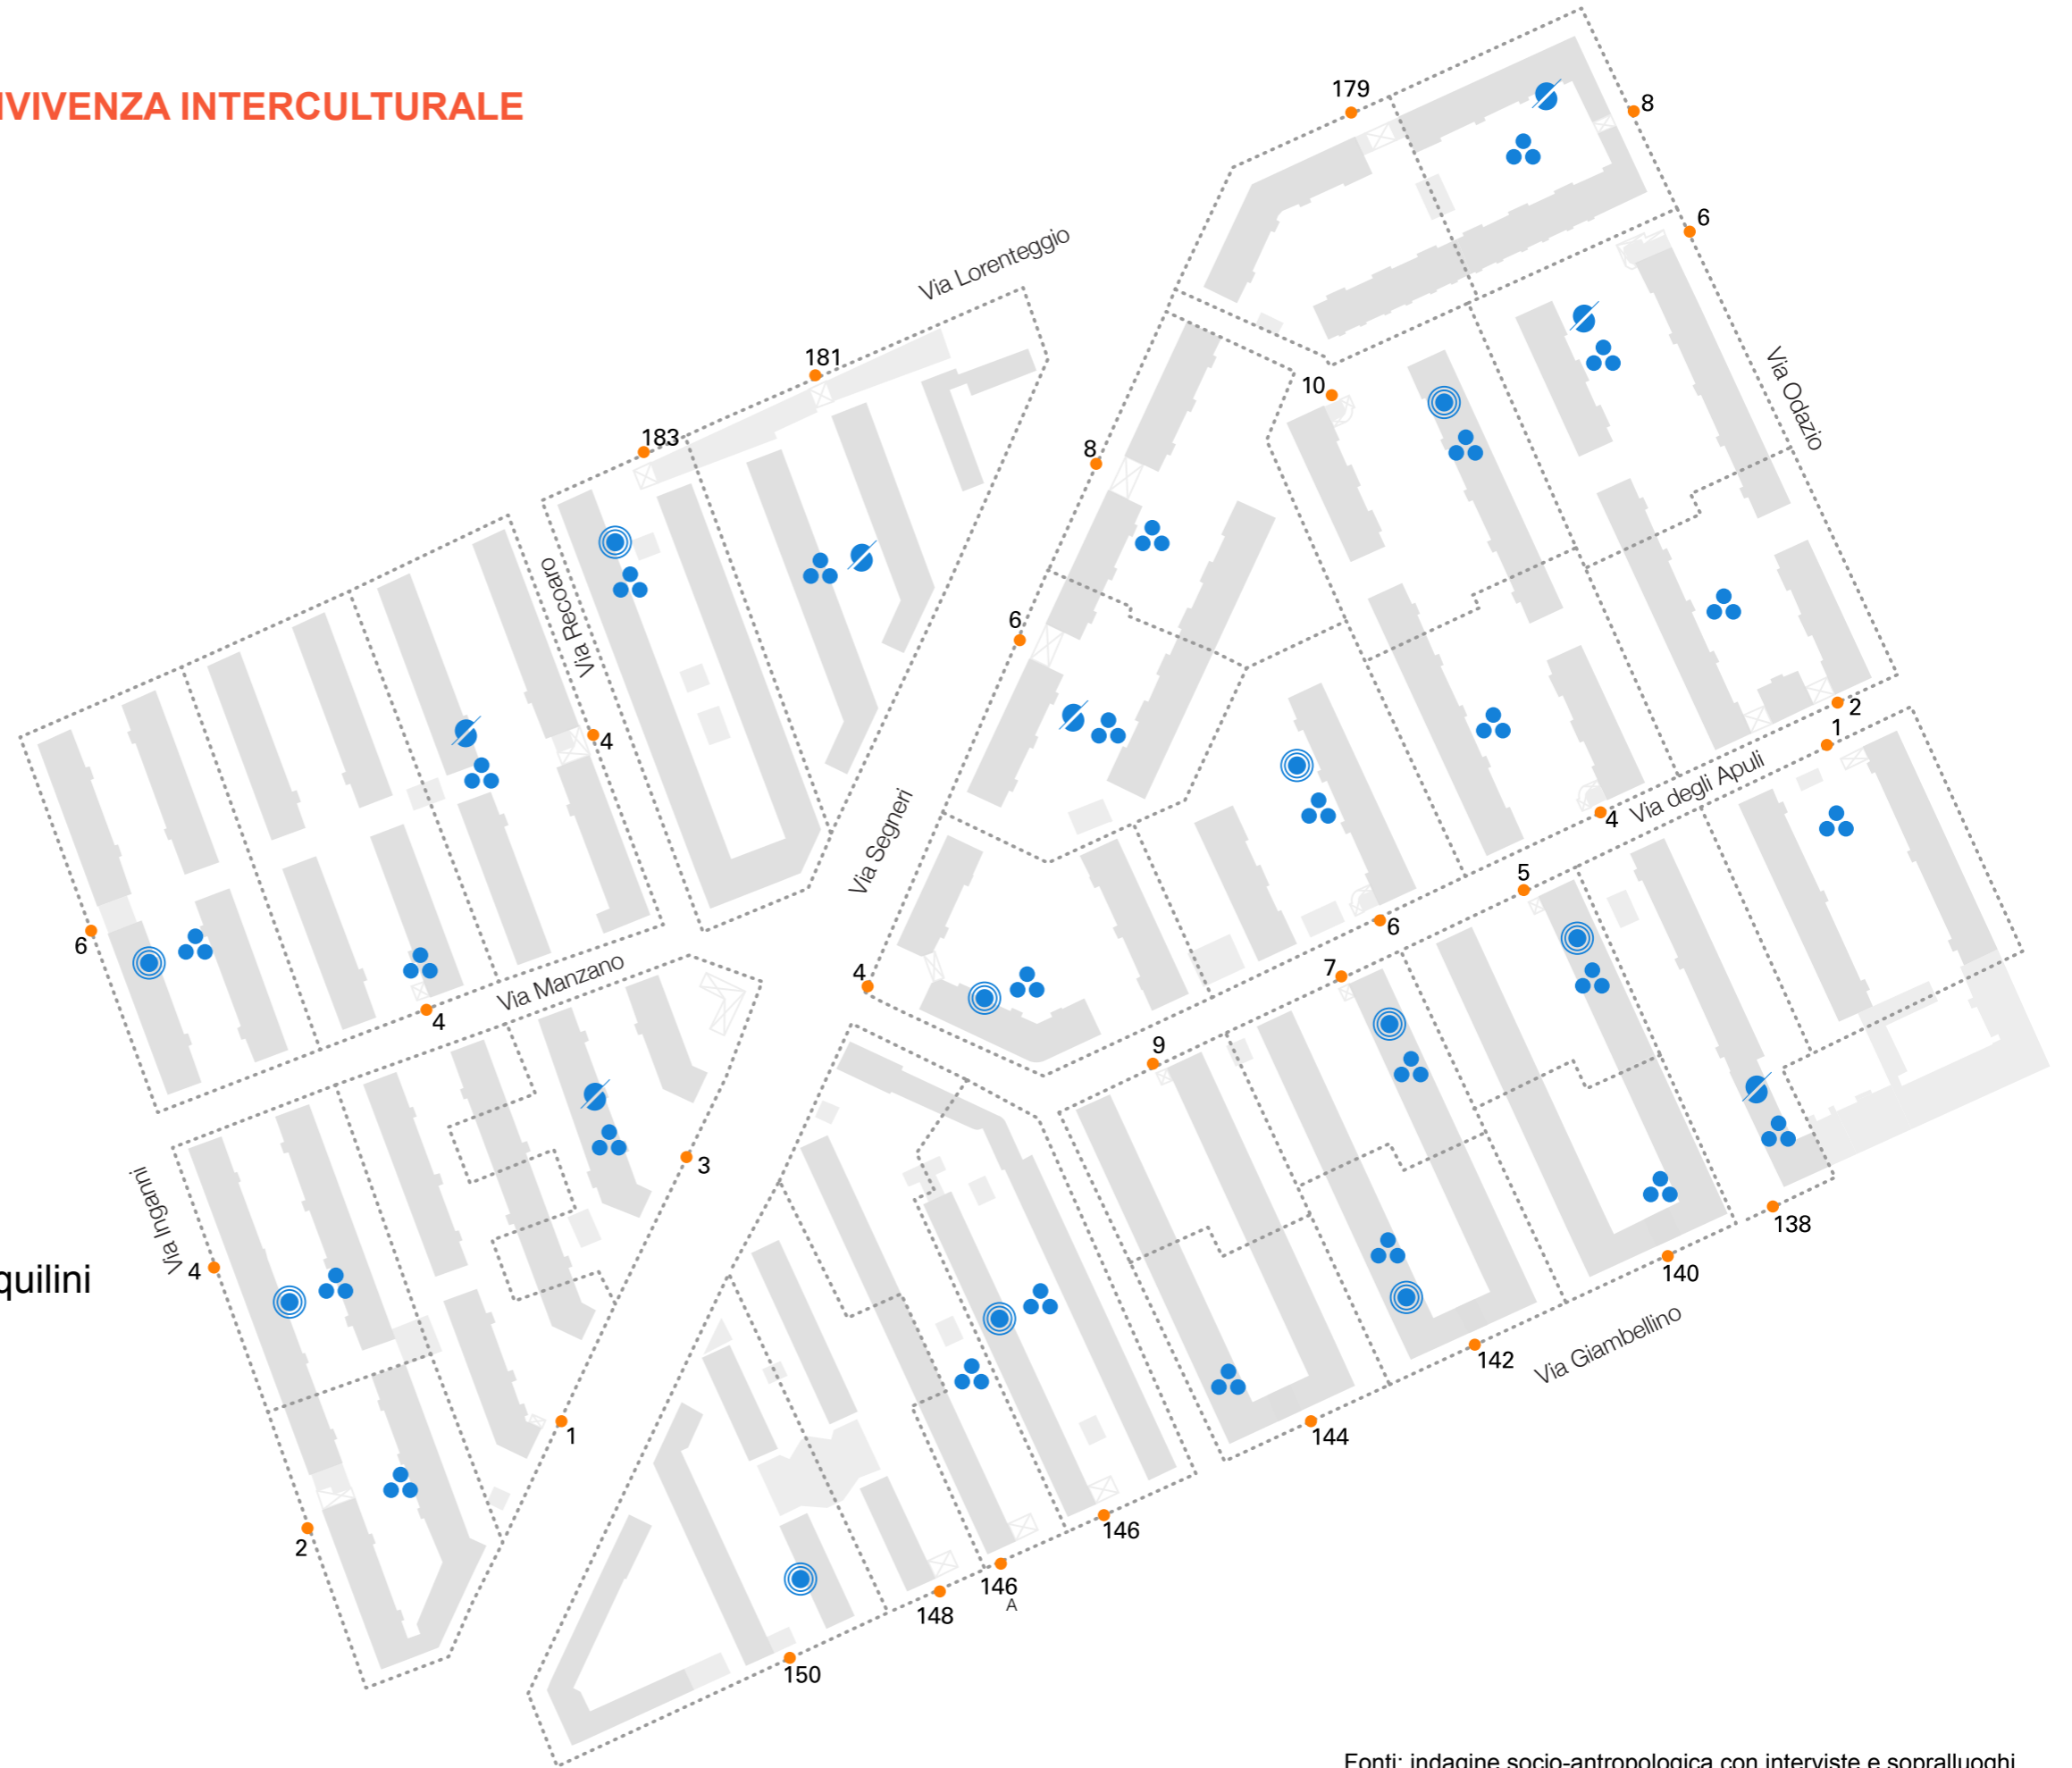 IVIVENZA INTERCULTURALE
179
8
6
Via Lorenteggio
181
183
10
8
Via Odazio
Via Recoaro
6
4
2
1
Via degli Apuli
4
Via Segneri
5
6
6
7
4
Via Manzano
4
9
3
Via Inganni
4
138
140
quilini
Via Giambellino
142
1
144
2
146
146
A
148
150
Fonti: indagine socio-antropologica con interviste e sopralluoghi